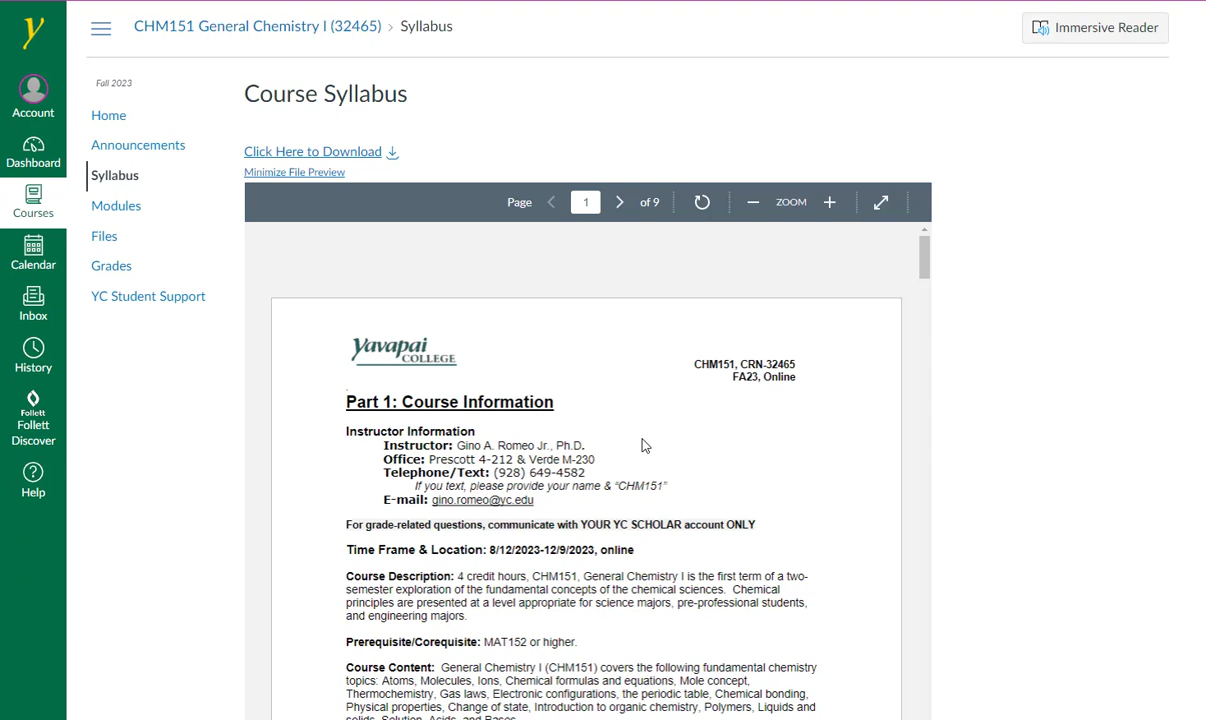 y
CHM151 General Chemistry I (32465) > Syllabus
Immersive Reader
Account
Dashboard
Courses
Calendar
Inbox
History
Follett
Follett
Discover
Help
Fall 2023
Home
Announcements
Syllabus
Modules
Files
Grades
YC Student Support
Course Syllabus
Click Here to Download
Minimize File Preview
Page 1 of 9 ZOOM
Yavapai
COLLEGE
CHM151, CRN-32465
FA23, Online
Part 1: Course Information
Instructor Information
Instructor: Gino A. Romeo Jr., Ph.D.
Office: Prescott 4-212 & Verde M-230
Telephone/Text: (928) 649-4582
If you text, please provide your name & "CHM151"
E-mail: gino.romeo@yc.edu
For grade-related questions, communicate with YOUR YC SCHOLAR account ONLY
Time Frame & Location: 8/12/2023-12/9/2023, online
Course Description: 4 credit hours, CHM151, General Chemistry I is the first term of a two-
semester exploration of the fundamental concepts of the chemical sciences. Chemical
principles are presented at a level appropriate for science majors, pre-professional students,
and engineering majors.
Prerequisite/Corequisite: MAT152 or higher.
Course Content: General Chemistry I (CHM151) covers the following fundamental chemistry
topics: Atoms, Molecules, Ions, Chemical formulas and equations, Mole concept,
Thermochemistry, Gas laws, Electronic configurations, the periodic table, Chemical bonding,
Physical properties, Change of state, Introduction to organic chemistry, Polymers, Liquids and
solids, Solution, Acids, and Bases.